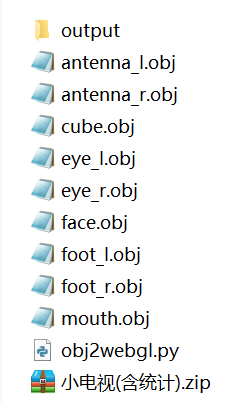 output
antenna_l.obj
antenna_r.obj
cube.obj
eye_l.obj
eye_r.obj
face.obj
foot_l.obj
foot_r.obj
mouth.obj
obj2webgl.py
小电视(含统计).zip